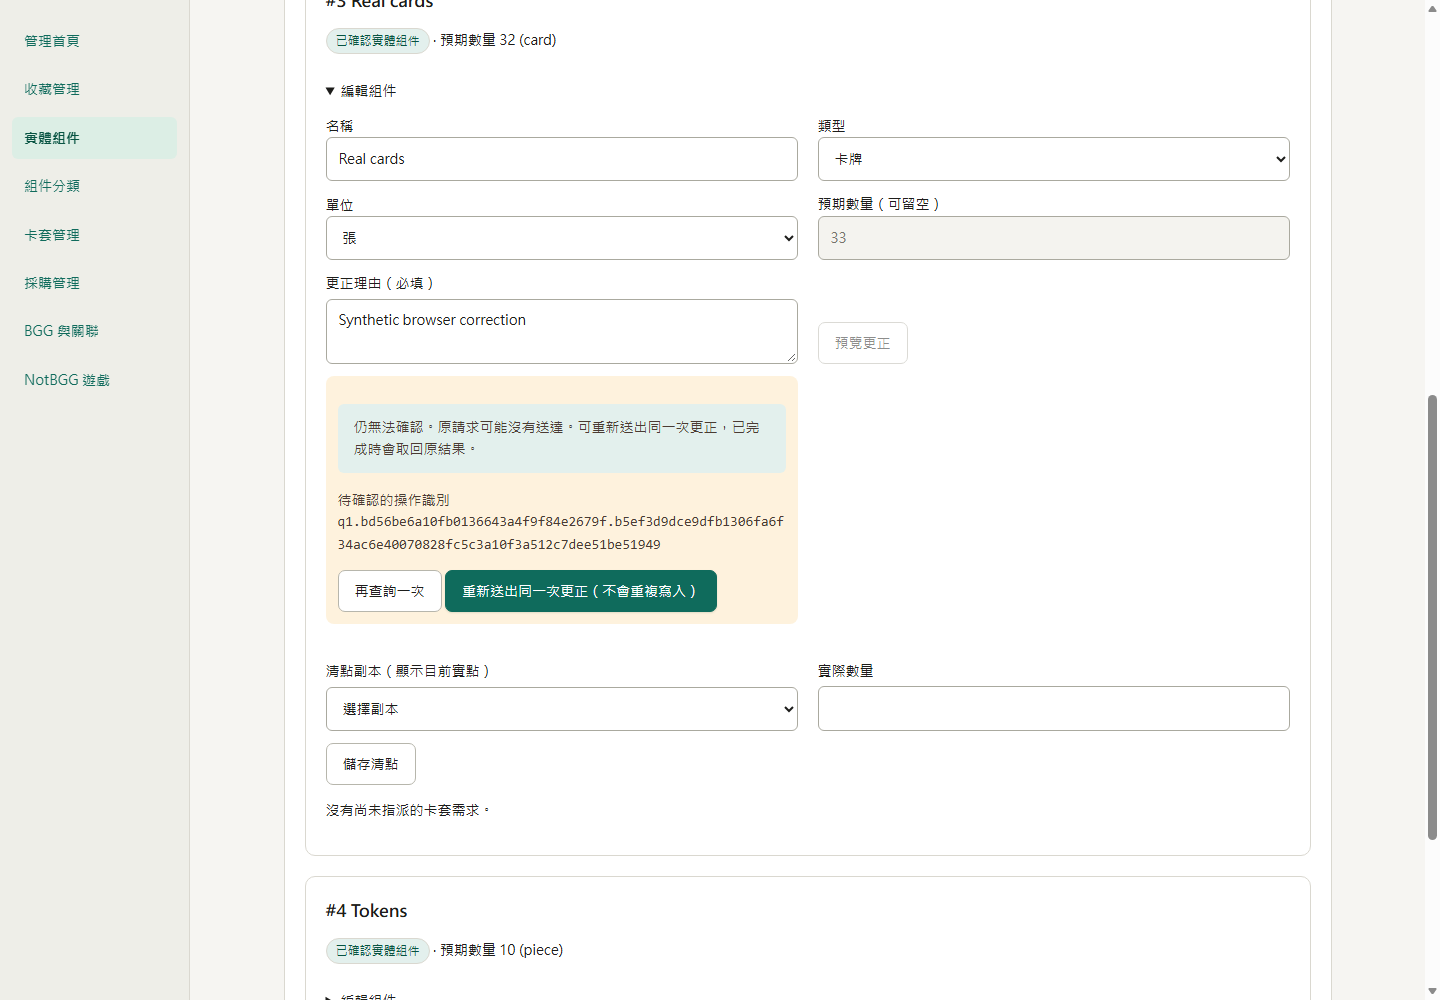 管理首頁
收藏管理
實體組件
組件分類
卡套管理
採購管理
BGG 與關聯
NotBGG 遊戲
#3 Real cards
已確認實體組件 · 預期數量 32 (card)
▼ 編輯組件
名稱
類型
Real cards
卡牌
單位
預期數量（可留空）
張
33
更正理由（必填）
Synthetic browser correction
預覽更正
仍無法確認。原請求可能沒有送達。可重新送出同一次更正，已完
成時會取回原結果。
待確認的操作識別
q1.bd56be6a10fb0136643a4f9f84e2679f.b5ef3d9dce9dfb1306fa6f
34ac6e40070828fc5c3a10f3a512c7dee51be51949
再查詢一次
重新送出同一次更正（不會重複寫入）
清點副本（顯示目前實點）
實際數量
選擇副本
儲存清點
沒有尚未指派的卡套需求。
#4 Tokens
已確認實體組件 · 預期數量 10 (piece)
編輯組件